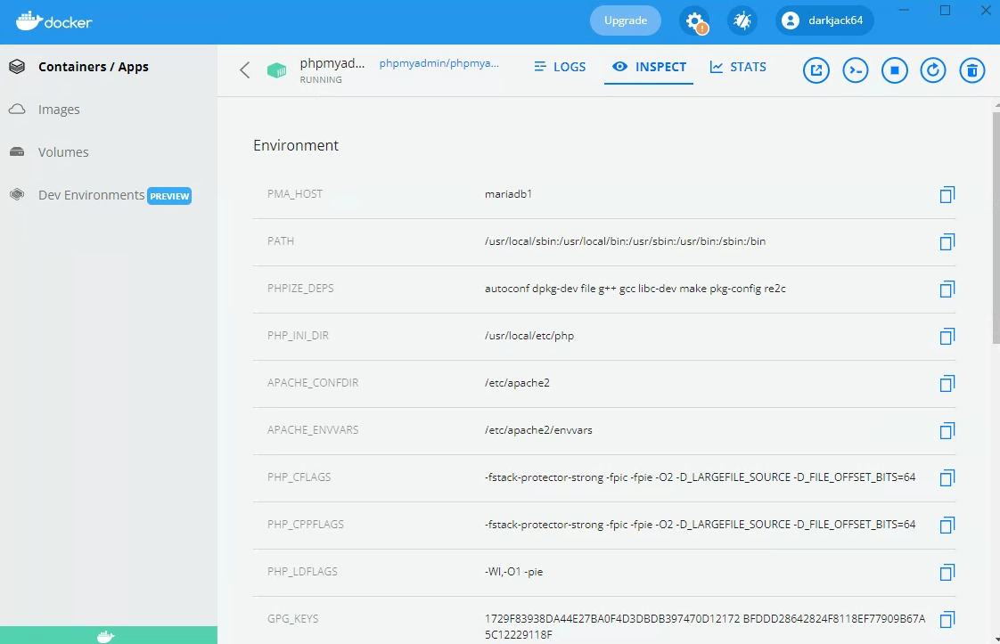 docker
Upgrade
!
darkjack64
Containers / Apps
Images
Volumes
Dev Environments PREVIEW
phpmyad... phpmyadmin/phpmya...
RUNNING
LOGS
INSPECT
STATS
Environment
PMA_HOST mariadb1
PATH /usr/local/sbin:/usr/local/bin:/usr/sbin:/usr/bin:/sbin:/bin
PHPIZE_DEPS autoconf dpkg-dev file g++ gcc libc-dev make pkg-config re2c
PHP_INI_DIR /usr/local/etc/php
APACHE_CONFDIR /etc/apache2
APACHE_ENVVARS /etc/apache2/envvars
PHP_CFLAGS -fstack-protector-strong -fpic -fpie -O2 -D_LARGEFILE_SOURCE -D_FILE_OFFSET_BITS=64
PHP_CPPFLAGS -fstack-protector-strong -fpic -fpie -O2 -D_LARGEFILE_SOURCE -D_FILE_OFFSET_BITS=64
PHP_LDFLAGS -Wl,-O1 -pie
GPG_KEYS 1729F83938DA44E27BA0F4D3DBDB397470D12172 BFDDD28642824F8118EF77909B67A
5C12229118F